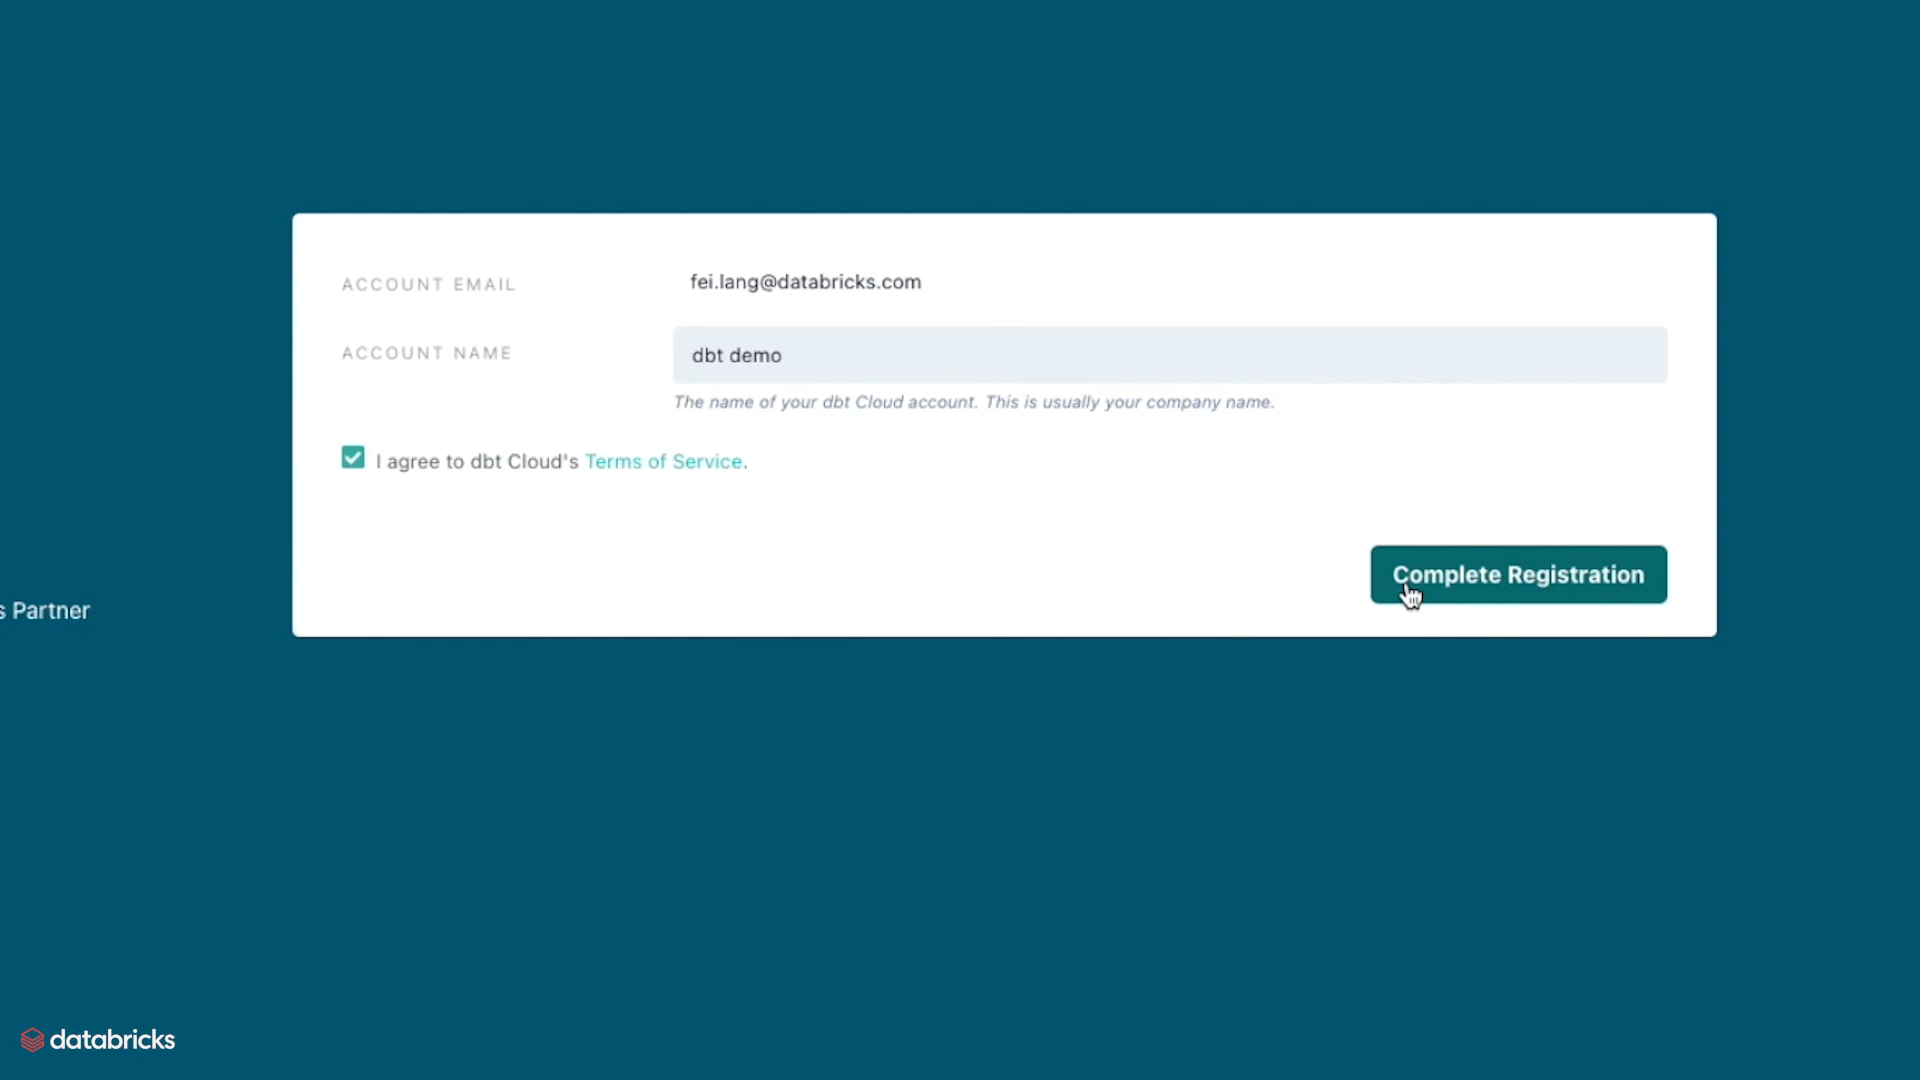 ACCOUNT EMAIL
fei.lang@databricks.com
ACCOUNT NAME
dbt demo
The name of your dbt Cloud account. This is usually your company name.
I agree to dbt Cloud's Terms of Service.
Complete Registration
s Partner
databricks